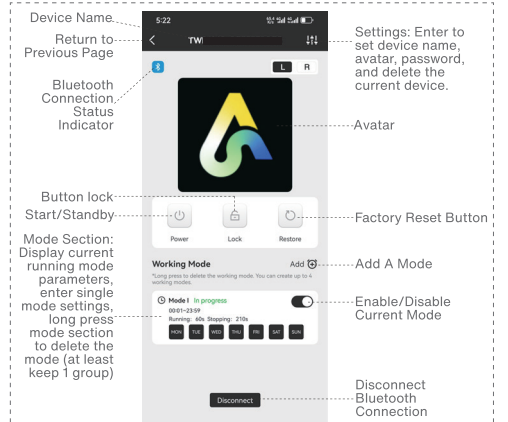 Device Name
Return to
Previous Page
Bluetooth
Connection
Status
Indicator
Button lock
Start/Standby
Mode Section:
Display current
running mode
parameters,
enter single
mode settings,
long press
mode section
to delete the
mode (at least
keep 1 group)
5:22
TW
L R
Power Lock Restore
Working Mode Add
*Long press to delete the working mode. You can create up to 4
working modes.
Mode I In progress
00:01~23:59
Running: 60s Stopping: 210s
MON TUE WED THU FRI SAT SUN
Disconnect
Settings: Enter to
set device name,
avatar, password,
and delete the
current device.
Avatar
Factory Reset Button
Add A Mode
Enable/Disable
Current Mode
Disconnect
Bluetooth
Connection